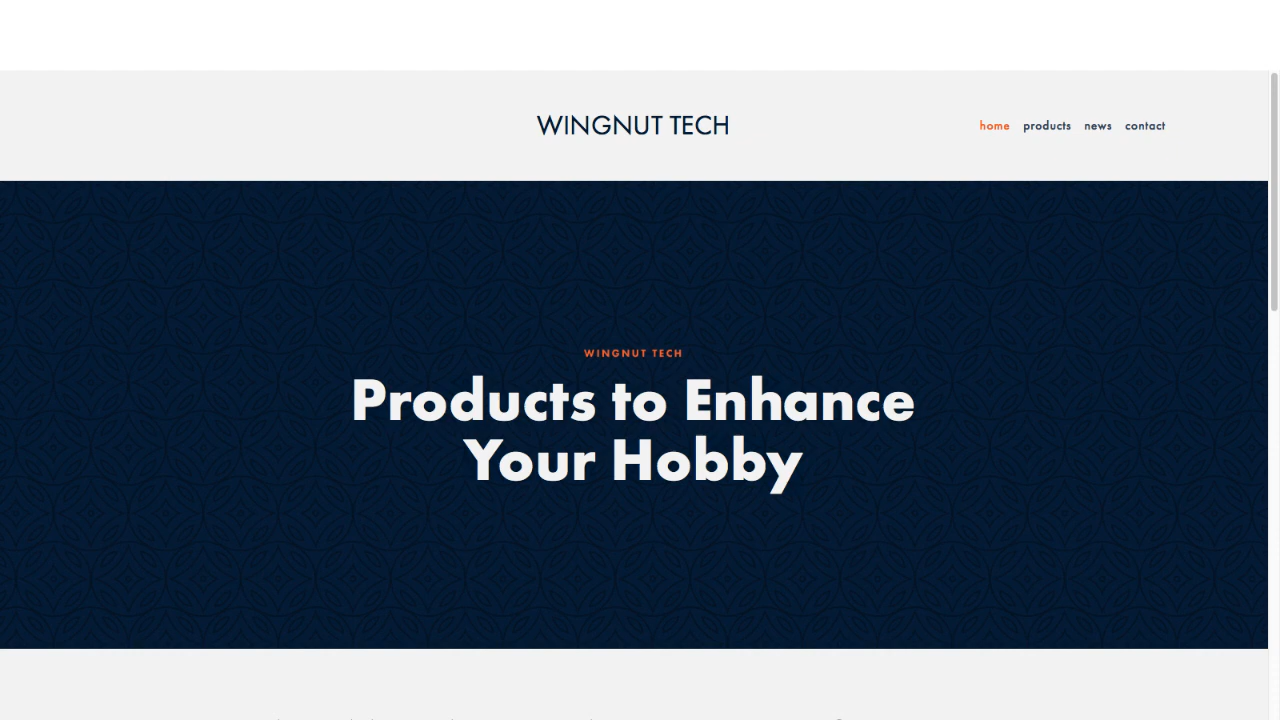 WINGNUT TECH
home products news contact
WINGNUT TECH
Products to Enhance
Your Hobby